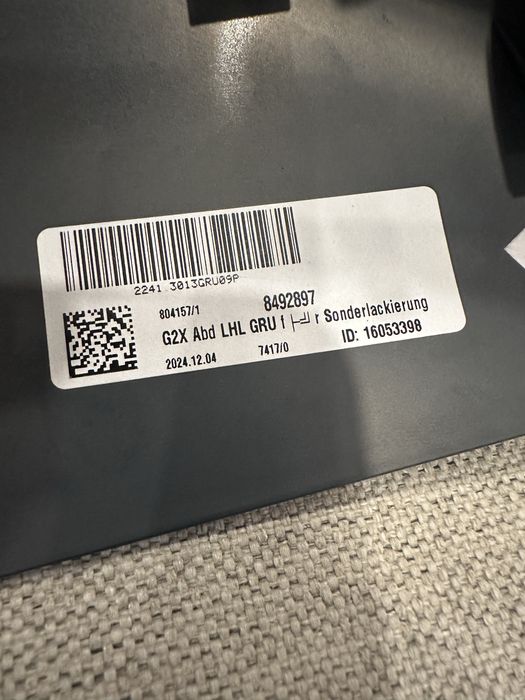 2241 3013GRU09P
804157/1 8492897
G2X Abd LHL GRU f ├╝ r Sonderlackierung
2024.12.04 7417/0 ID: 16053398